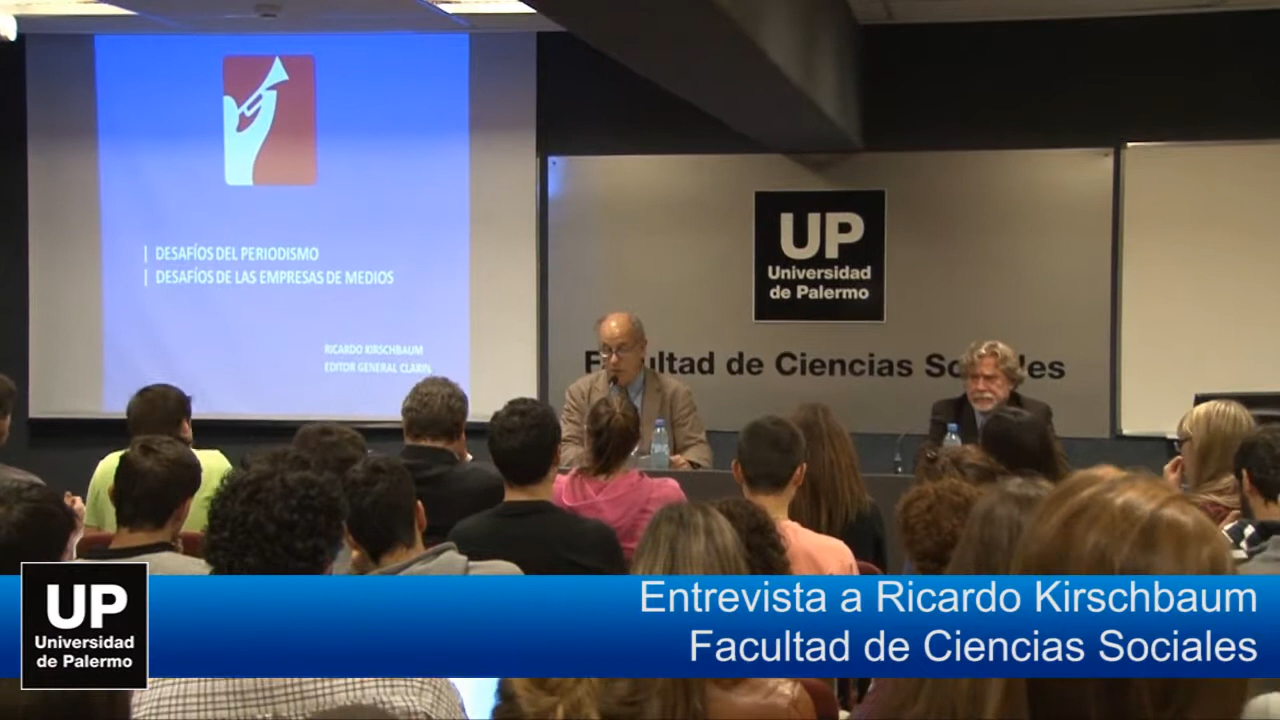 DESAFÍOS DEL PERIODISMO
DESAFÍOS DE LAS EMPRESAS DE MEDIOS
RICARDO KIRSCHBAUM
EDITOR GENERAL CLARIN
UP
Universidad
de Palermo
Facultad de Ciencias Sociales
UP
Universidad
de Palermo
Entrevista a Ricardo Kirschbaum
Facultad de Ciencias Sociales